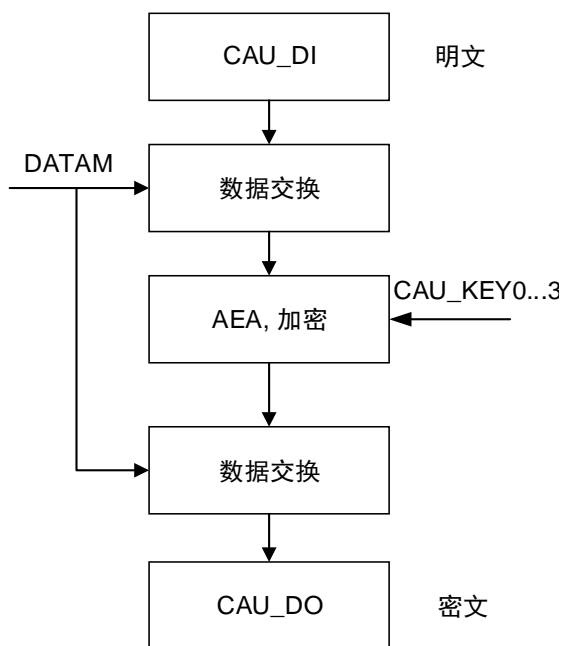 CAU_DI
明文
DATAM
数据交换
CAU_KEY0...3
AEA, 加密
数据交换
CAU_DO
密文